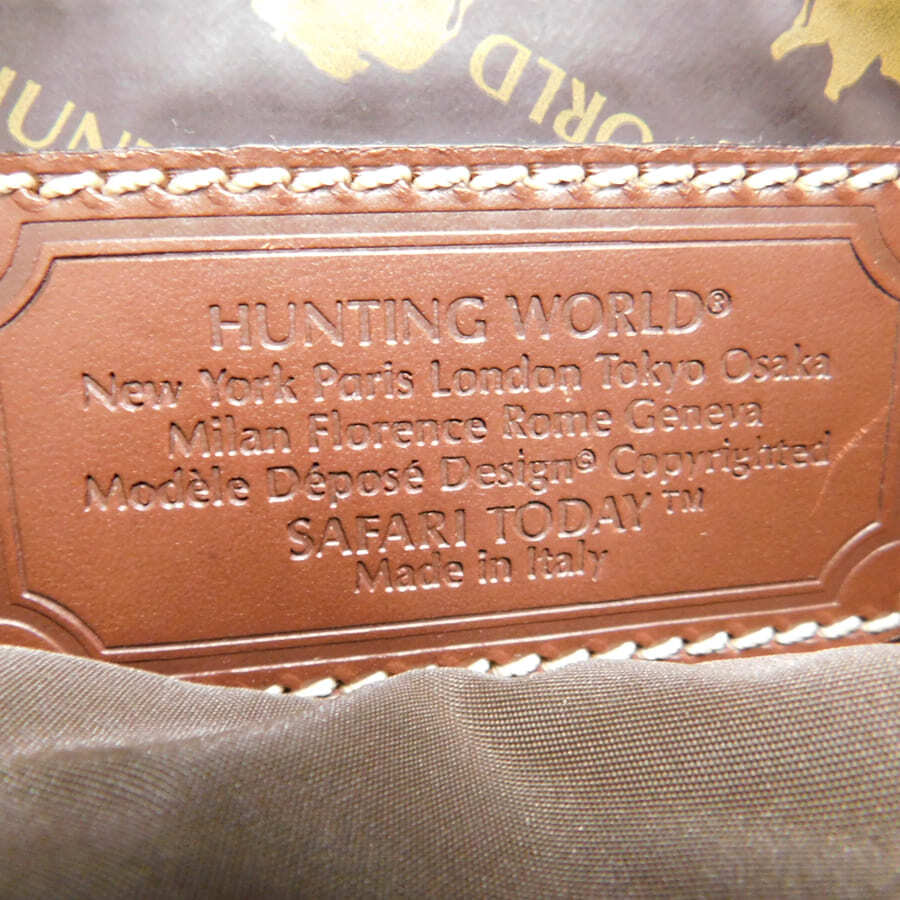 ORLD
HUNTING WORLD®
New York Paris London Tokyo Osaka
Milan Florence Rome Geneva
Modèle Déposé Design® Copyrighted
SAFARI TODAY™
Made in Italy